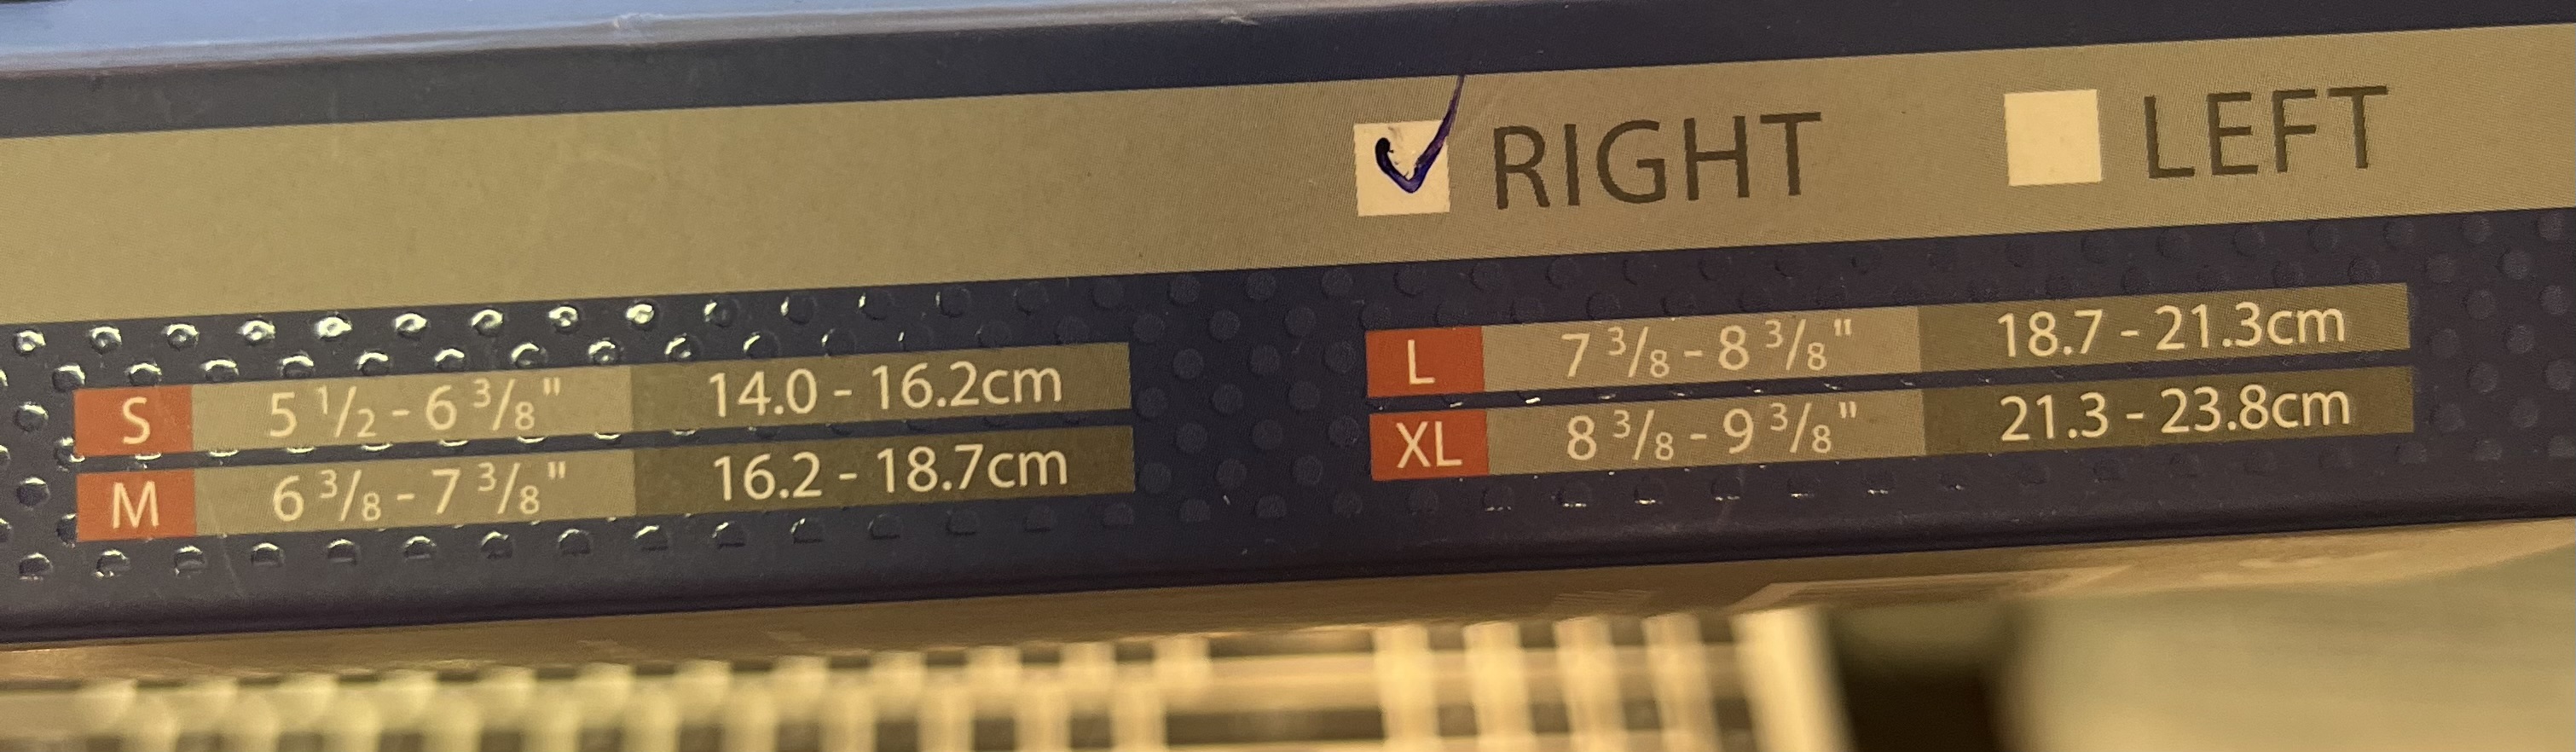 RIGHT LEFT
S 5 1/2 - 6 3/8" 14.0 - 16.2cm
M 6 3/8 - 7 3/8" 16.2 - 18.7cm
L 7 3/8 - 8 3/8" 18.7 - 21.3cm
XL 8 3/8 - 9 3/8" 21.3 - 23.8cm